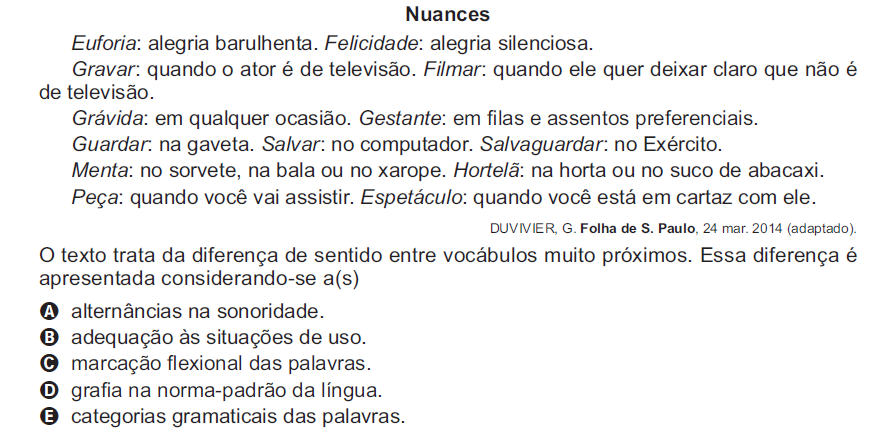 Nuances
Euforia: alegria barulhenta. Felicidade: alegria silenciosa.
Gravar: quando o ator é de televisão. Filmar: quando ele quer deixar claro que não é
de televisão.
Grávida: em qualquer ocasião. Gestante: em filas e assentos preferenciais.
Guardar: na gaveta. Salvar: no computador. Salvaguardar: no Exército.
Menta: no sorvete, na bala ou no xarope. Hortelã: na horta ou no suco de abacaxi.
Peça: quando você vai assistir. Espetáculo: quando você está em cartaz com ele.
DUVIVIER, G. Folha de S. Paulo, 24 mar. 2014 (adaptado).
O texto trata da diferença de sentido entre vocábulos muito próximos. Essa diferença é
apresentada considerando-se a(s)
A alternâncias na sonoridade.
B adequação às situações de uso.
C marcação flexional das palavras.
D grafia na norma-padrão da língua.
E categorias gramaticais das palavras.